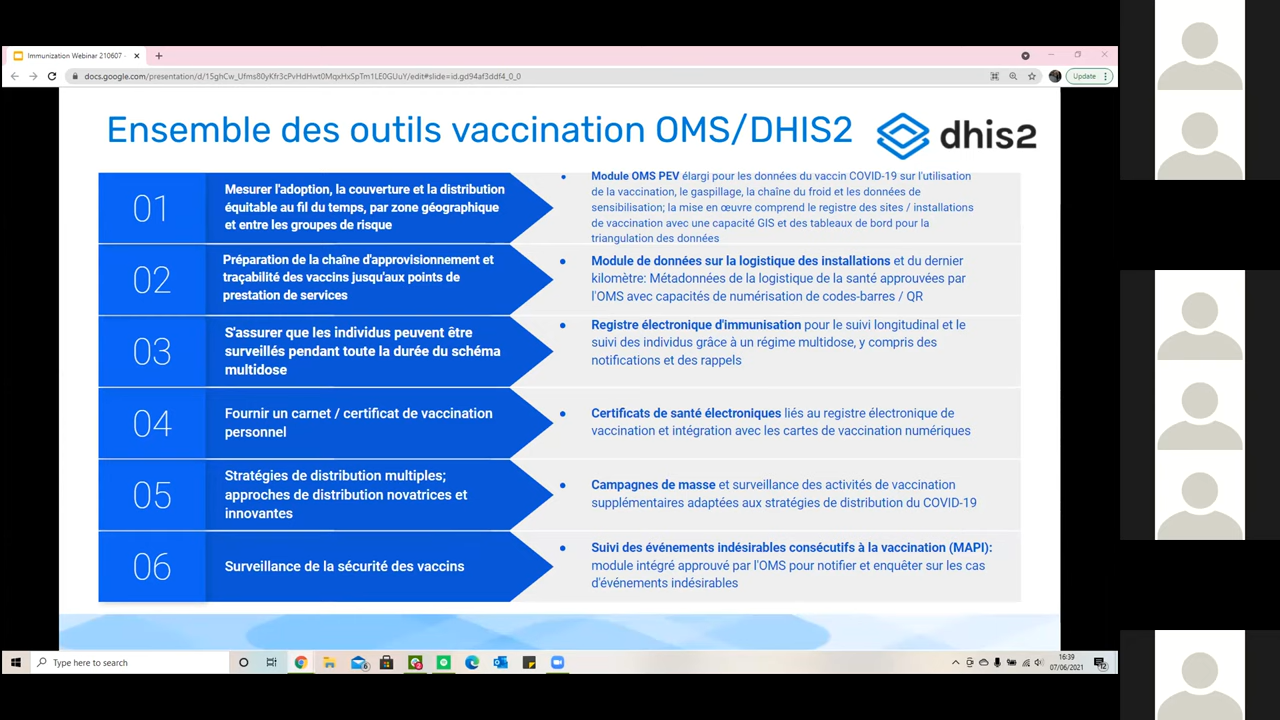 Immunization Webinar 210607 -
docs.google.com/presentation/d/15ghCw_Ufms80yKfr3cPvHdHwt0MqxHxSpTm1LE0GUuY/edit#slide=id.gd94af3ddf4_0_0
Update
Ensemble des outils vaccination OMS/DHIS2
dhis2
01
Mesurer l'adoption, la couverture et la distribution
équitable au fil du temps, par zone géographique
et entre les groupes de risque
• Module OMS PEV élargi pour les données du vaccin COVID-19 sur l'utilisation
de la vaccination, le gaspillage, la chaîne du froid et les données de
sensibilisation; la mise en œuvre comprend le registre des sites / installations
de vaccination avec une capacité GIS et des tableaux de bord pour la
triangulation des données
02
Préparation de la chaîne d'approvisionnement et
traçabilité des vaccins jusqu'aux points de
prestation de services
• Module de données sur la logistique des installations et du dernier
kilomètre: Métadonnées de la logistique de la santé approuvées par
l'OMS avec capacités de numérisation de codes-barres / QR
03
S'assurer que les individus peuvent être
surveillés pendant toute la durée du schéma
multidose
• Registre électronique d'immunisation pour le suivi longitudinal et le
suivi des individus grâce à un régime multidose, y compris des
notifications et des rappels
04
Fournir un carnet / certificat de vaccination
personnel
• Certificats de santé électroniques liés au registre électronique de
vaccination et intégration avec les cartes de vaccination numériques
05
Stratégies de distribution multiples;
approches de distribution novatrices et
innovantes
• Campagnes de masse et surveillance des activités de vaccination
supplémentaires adaptées aux stratégies de distribution du COVID-19
06
Surveillance de la sécurité des vaccins
• Suivi des événements indésirables consécutifs à la vaccination (MAPI):
module intégré approuvé par l'OMS pour notifier et enquêter sur les cas
d'événements indésirables
Type here to search
16:39
07/06/2021